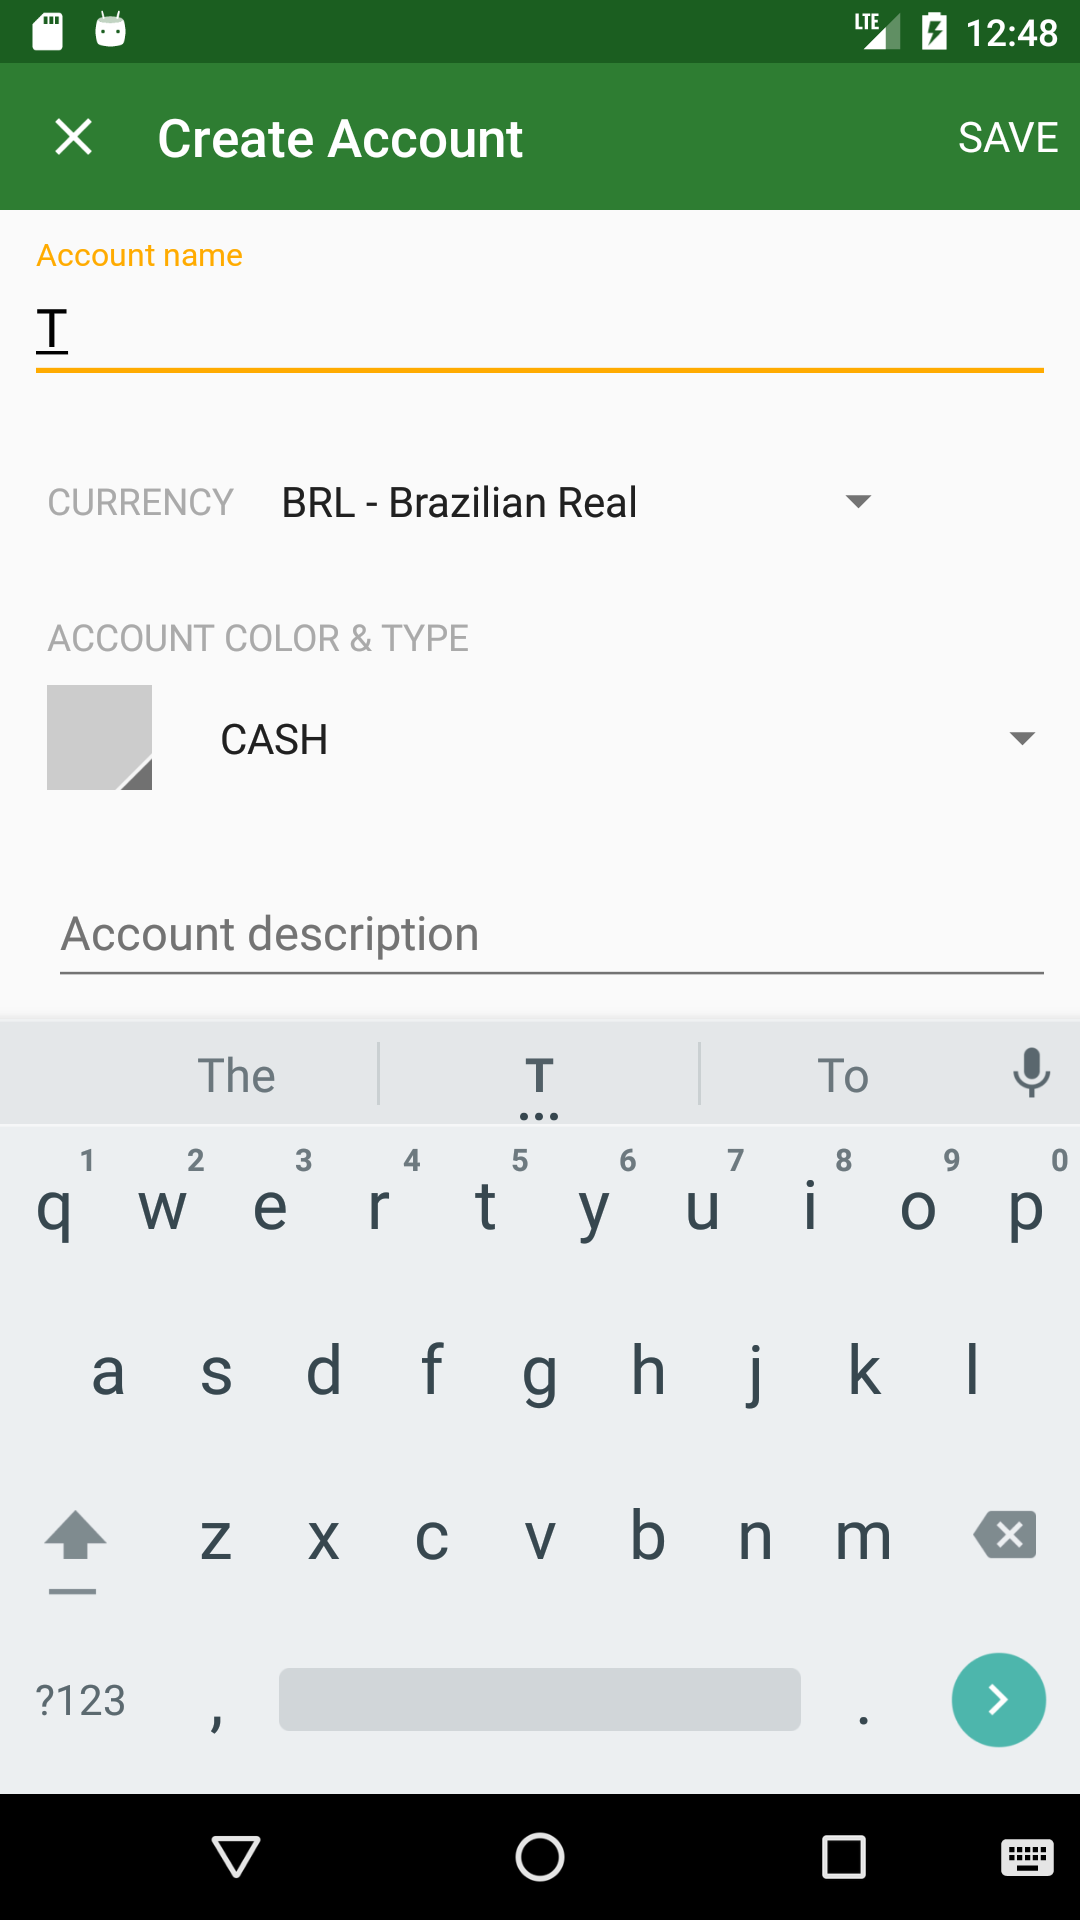 LTE 12:48
Create Account SAVE
Account name
T
CURRENCY BRL - Brazilian Real
ACCOUNT COLOR & TYPE
CASH
Account description
The T To
1 2 3 4 5 6 7 8 9 0
q w e r t y u i o p
a s d f g h j k l
z x c v b n m
?123 , .